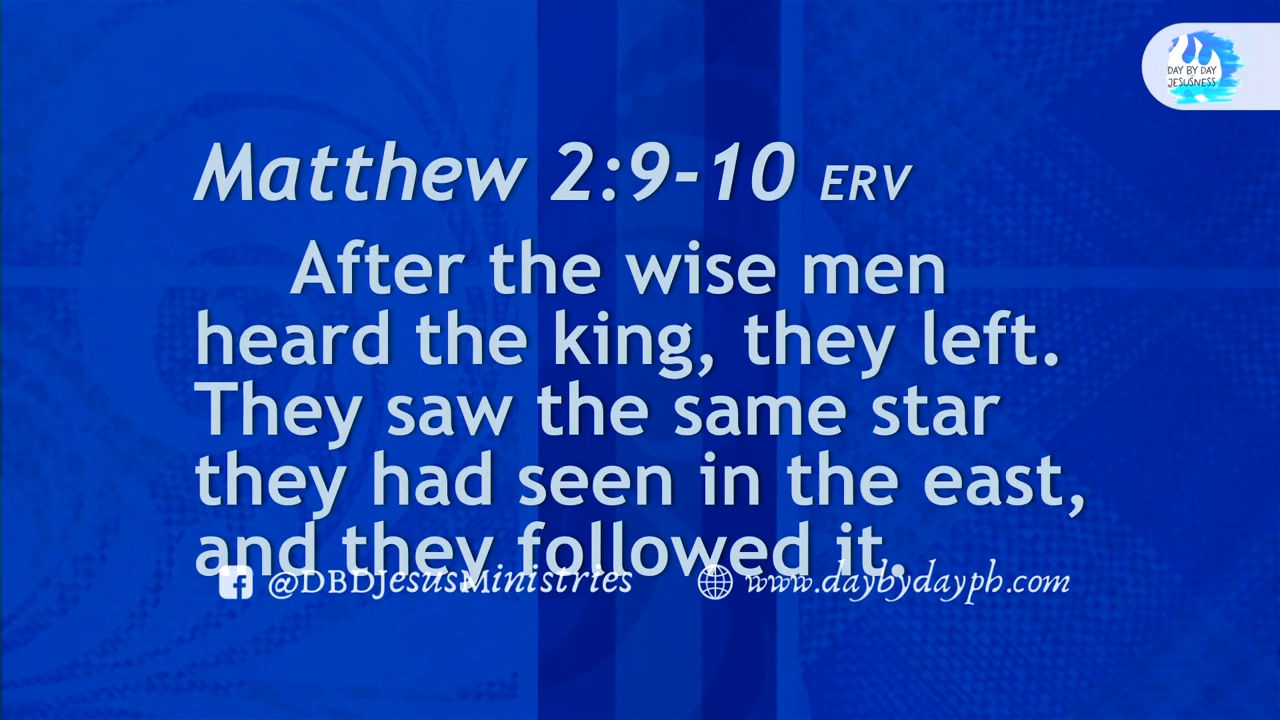 DAY BY DAY
JESUSNESS
Matthew 2:9-10 ERV
After the wise men
heard the king, they left.
They saw the same star
they had seen in the east,
and they followed it.
@DBDJesusMinistries www.daybydayph.com